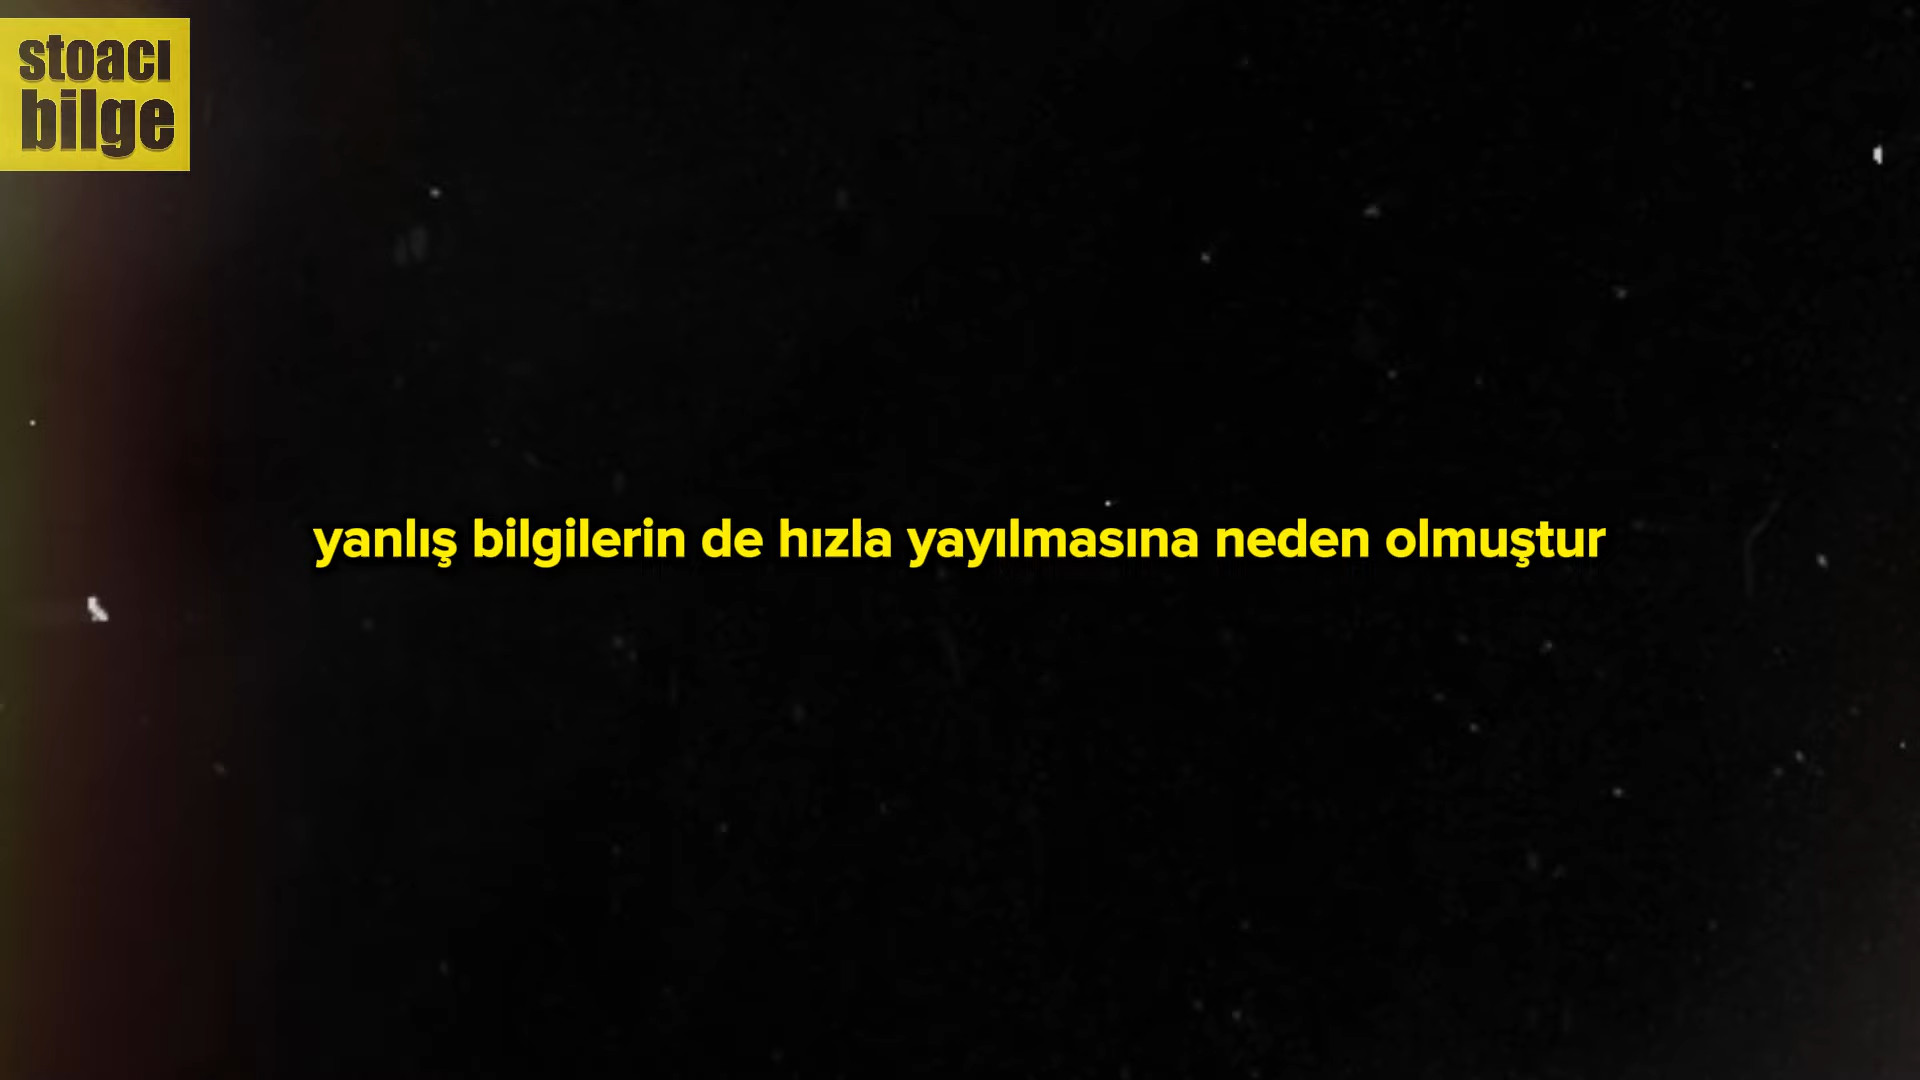 stoacı
bilge
yanlış bilgilerin de hızla yayılmasına neden olmuştur